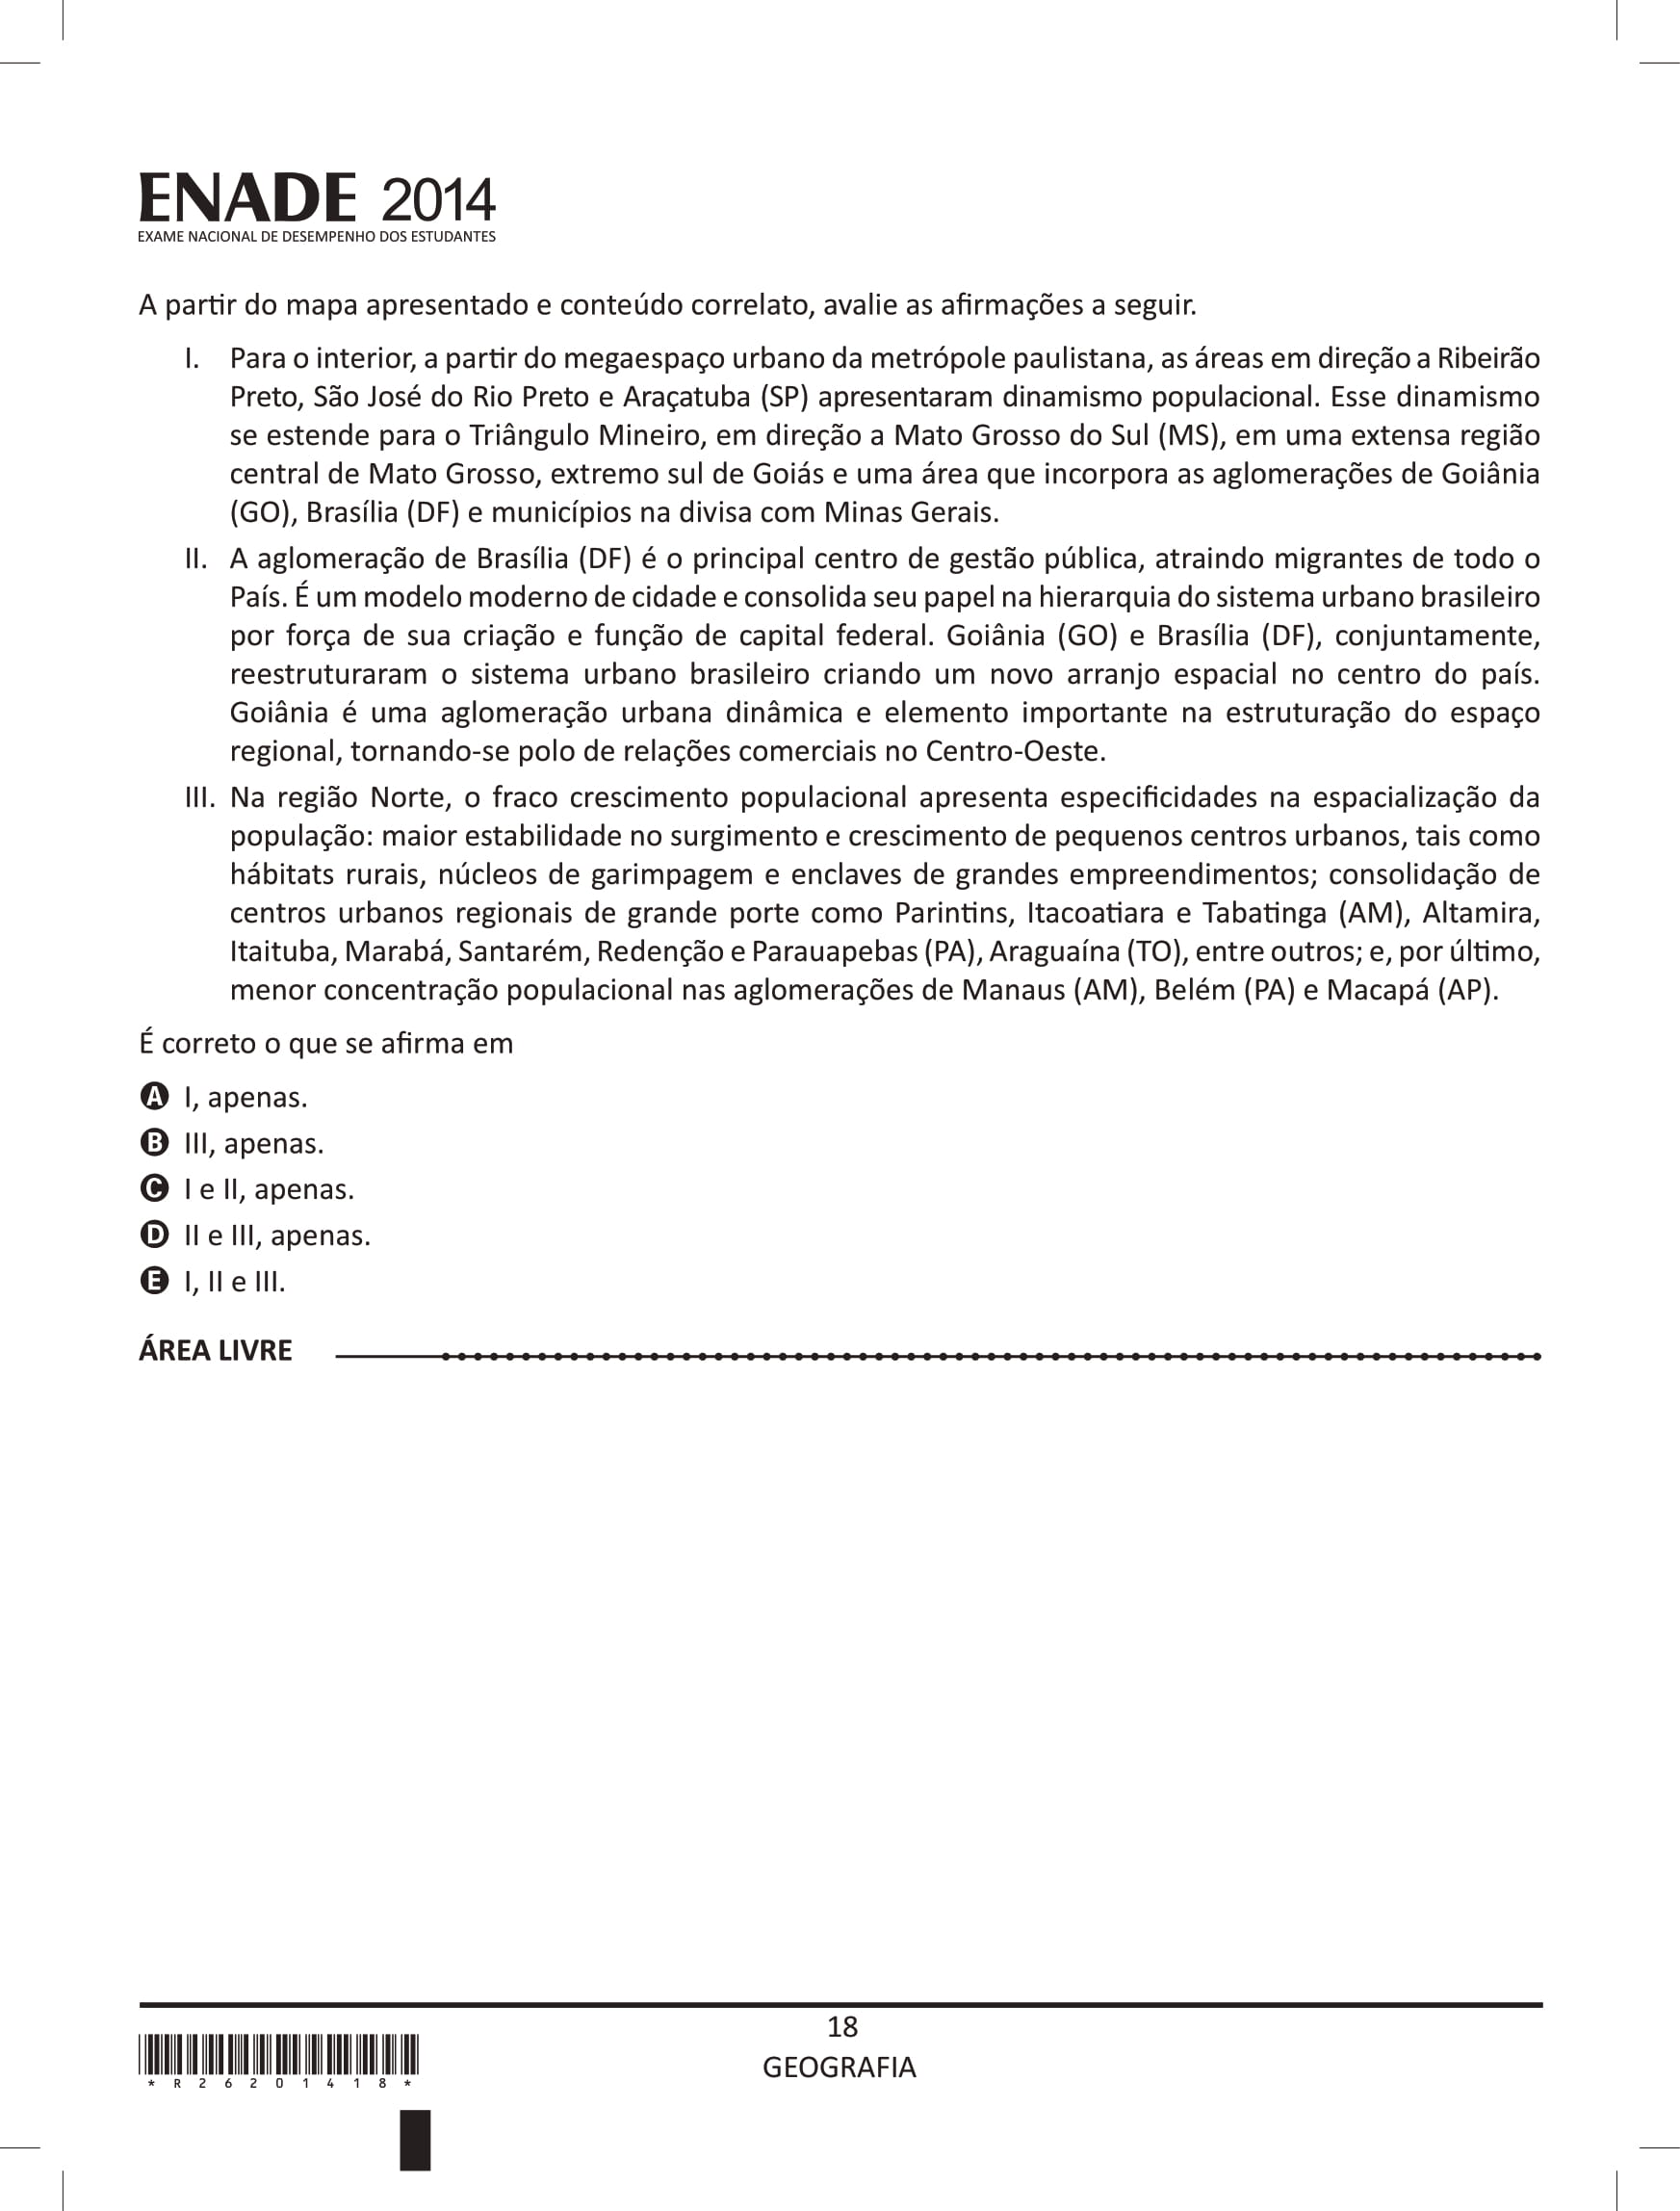 ENADE 2014
EXAME NACIONAL DE DESEMPENHO DOS ESTUDANTES
A partir do mapa apresentado e conteúdo correlato, avalie as afirmações a seguir.
I. Para o interior, a partir do megaespaço urbano da metrópole paulistana, as áreas em direção a Ribeirão
Preto, São José do Rio Preto e Araçatuba (SP) apresentaram dinamismo populacional. Esse dinamismo
se estende para o Triângulo Mineiro, em direção a Mato Grosso do Sul (MS), em uma extensa região
central de Mato Grosso, extremo sul de Goiás e uma área que incorpora as aglomerações de Goiânia
(GO), Brasília (DF) e municípios na divisa com Minas Gerais.
II. A aglomeração de Brasília (DF) é o principal centro de gestão pública, atraindo migrantes de todo o
País. É um modelo moderno de cidade e consolida seu papel na hierarquia do sistema urbano brasileiro
por força de sua criação e função de capital federal. Goiânia (GO) e Brasília (DF), conjuntamente,
reestruturaram o sistema urbano brasileiro criando um novo arranjo espacial no centro do país.
Goiânia é uma aglomeração urbana dinâmica e elemento importante na estruturação do espaço
regional, tornando-se polo de relações comerciais no Centro-Oeste.
III. Na região Norte, o fraco crescimento populacional apresenta especificidades na espacialização da
população: maior estabilidade no surgimento e crescimento de pequenos centros urbanos, tais como
hábitats rurais, núcleos de garimpagem e enclaves de grandes empreendimentos; consolidação de
centros urbanos regionais de grande porte como Parintins, Itacoatiara e Tabatinga (AM), Altamira,
Itaituba, Marabá, Santarém, Redenção e Parauapebas (PA), Araguaína (TO), entre outros; e, por último,
menor concentração populacional nas aglomerações de Manaus (AM), Belém (PA) e Macapá (AP).
É correto o que se afirma em
A I, apenas.
B III, apenas.
C I e II, apenas.
D II e III, apenas.
E I, II e III.
ÁREA LIVRE
18
GEOGRAFIA
* R 2 6 2 0 1 4 1 8 *